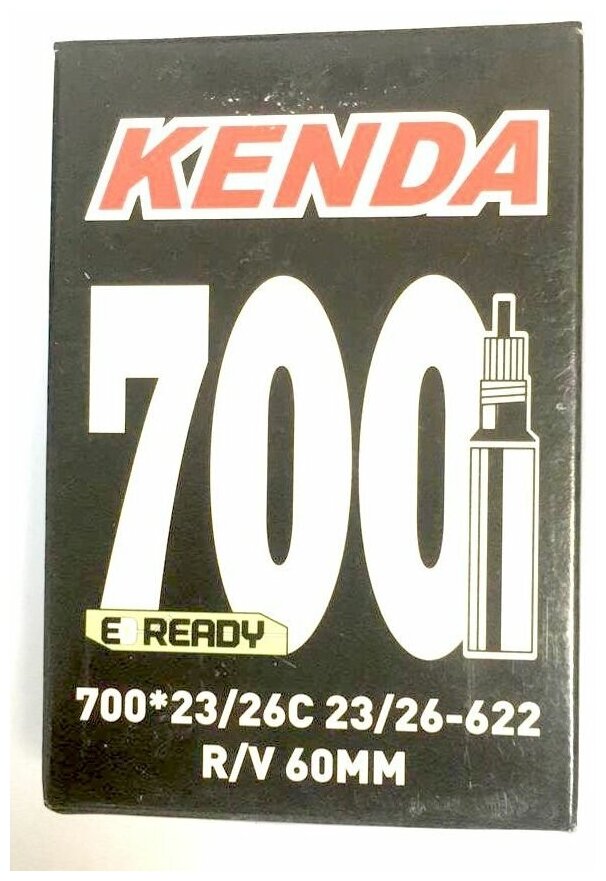 KENDA
700
E READY
700*23/26C 23/26-622
R/V 60MM